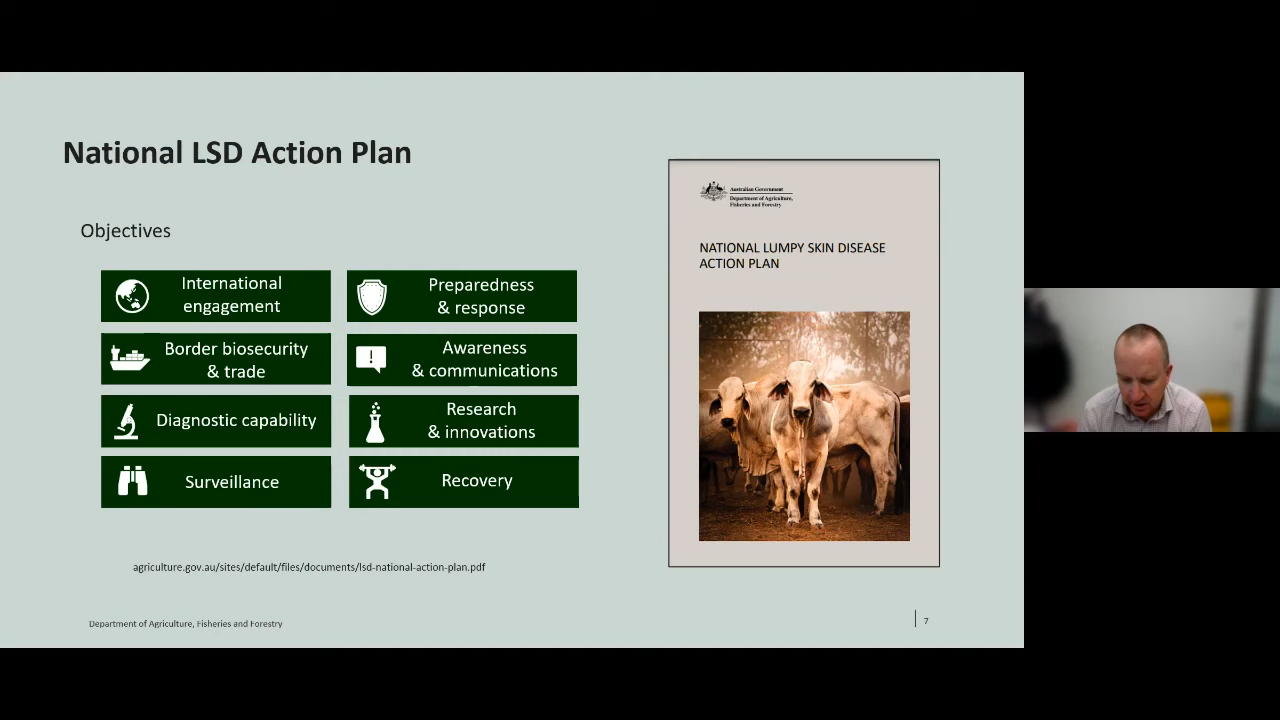 National LSD Action Plan
Objectives
International
engagement
Preparedness
& response
Border biosecurity
& trade
Awareness
& communications
Diagnostic capability
Research
& innovations
Surveillance
Recovery
agriculture.gov.au/sites/default/files/documents/lsd-national-action-plan.pdf
Department of Agriculture, Fisheries and Forestry
7
Australian Government
Department of Agriculture,
Fisheries and Forestry
NATIONAL LUMPY SKIN DISEASE
ACTION PLAN